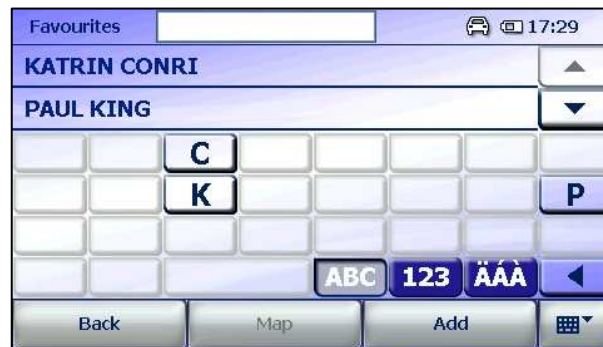 Favourites 17:29
KATRIN CONRI
PAUL KING
C
K P
ABC 123 ÄÁÀ
Back Map Add